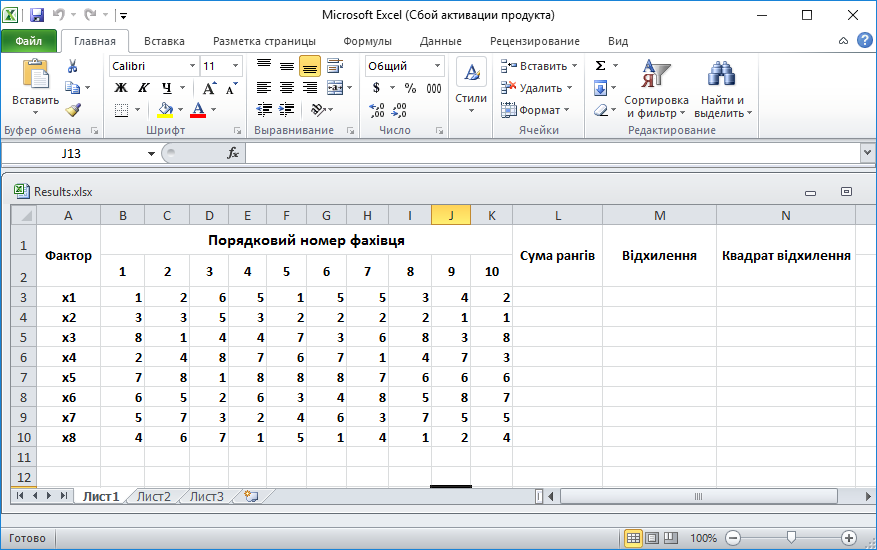 Microsoft Excel (Сбой активации продукта)
Файл Главная Вставка Разметка страницы Формулы Данные Рецензирование Вид
Calibri 11 Общий Вставить Ж К Ч A A $ % 000 Стили Вставить Удалить Формат Σ Сортировка и фильтр Найти и выделить
Буфер обмена Шрифт Выравнивание Число Ячейки Редактирование
J13 fx
Results.xlsx
A B C D E F G H I J K L M N
1 Фактор Порядковий номер фахівця Сума рангів Відхилення Квадрат відхилення
2 1 2 3 4 5 6 7 8 9 10
3 x1 1 2 6 5 1 5 5 3 4 2
4 x2 3 3 5 3 2 2 2 2 1 1
5 x3 8 1 4 4 7 3 6 8 3 8
6 x4 2 4 8 7 6 7 1 4 7 3
7 x5 7 8 1 8 8 8 7 6 6 6
8 x6 6 5 2 6 3 4 8 5 8 7
9 x7 5 7 3 2 4 6 3 7 5 5
10 x8 4 6 7 1 5 1 4 1 2 4
11
12
Лист1 Лист2 Лист3
Готово 100%